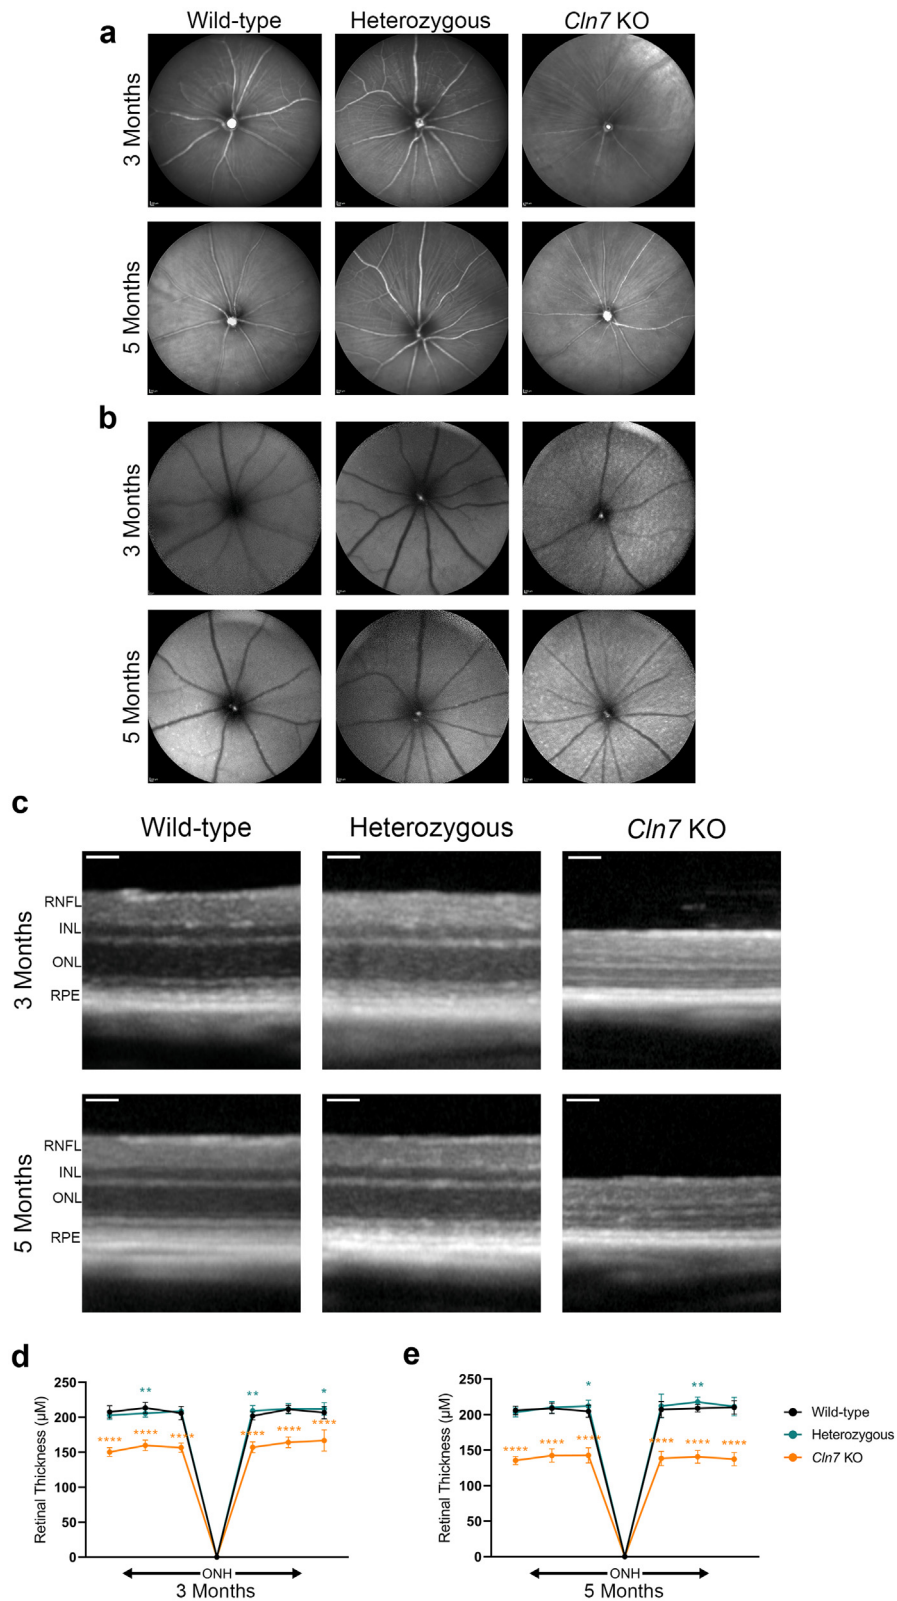 a
Wild-type
Heterozygous
Cln7 KO
3 Months
5 Months
b
3 Months
5 Months
c
Wild-type
Heterozygous
Cln7 KO
3 Months
RNFL
INL
ONL
RPE
5 Months
RNFL
INL
ONL
RPE
d
Retinal Thickness (µM)
250
200
150
100
50
0
**
**
*
****
****
****
****
****
****
ONH
3 Months
e
Retinal Thickness (µM)
250
200
150
100
50
0
*
**
****
****
****
****
****
****
ONH
5 Months
Wild-type
Heterozygous
Cln7 KO